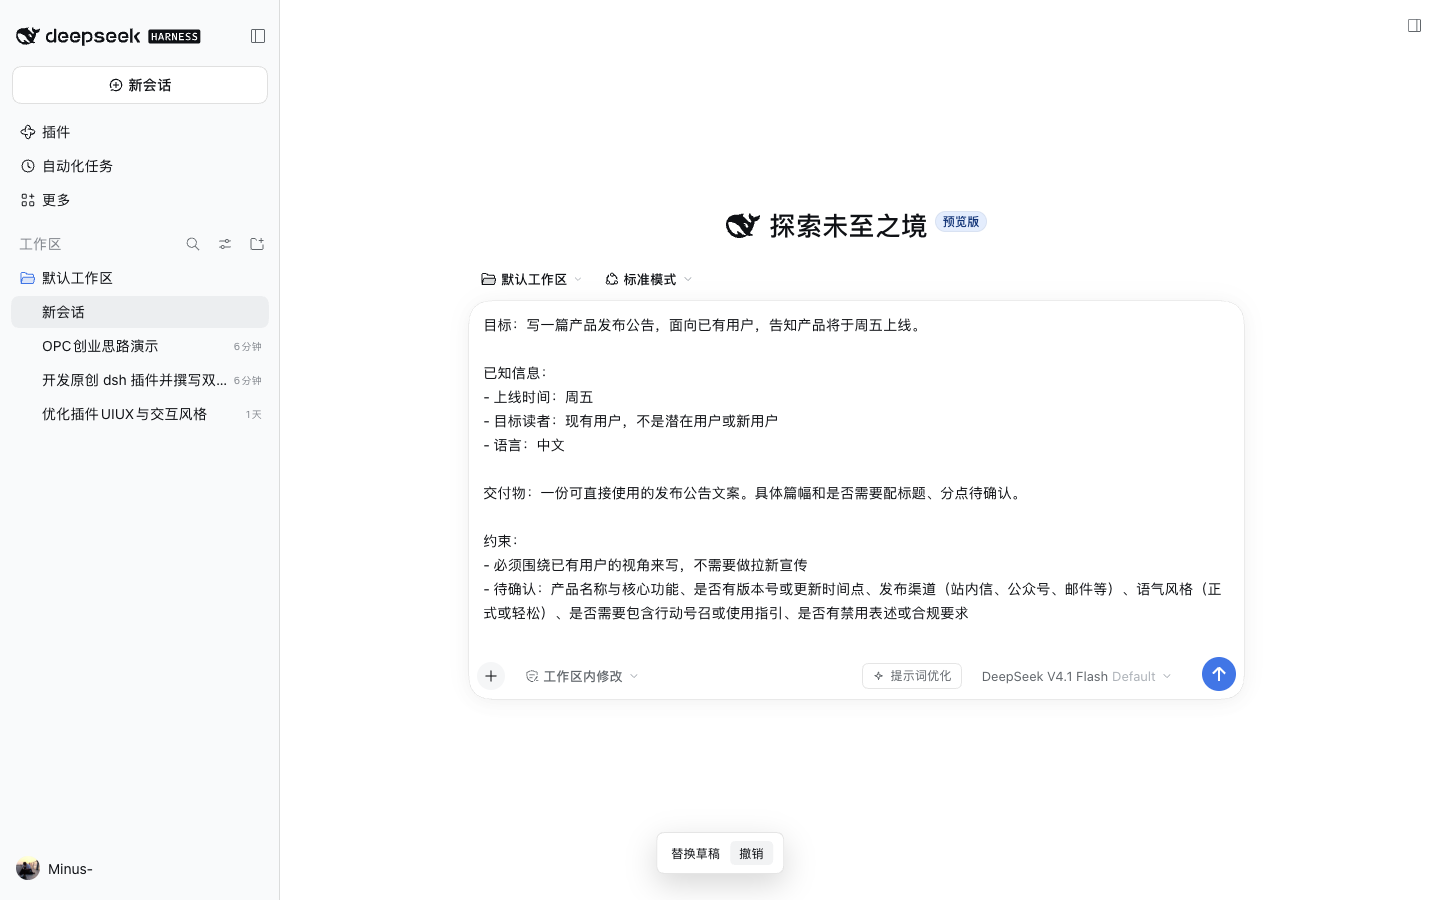 deepseek HARNESS
新会话
插件
自动化任务
更多
工作区
默认工作区
新会话
OPC创业思路演示 6分钟
开发原创 dsh 插件并撰写双... 6分钟
优化插件UIUX与交互风格 1天
Minus-
探索未至之境 预览版
默认工作区 标准模式
目标：写一篇产品发布公告，面向已有用户，告知产品将于周五上线。
已知信息：
- 上线时间：周五
- 目标读者：现有用户，不是潜在用户或新用户
- 语言：中文
交付物：一份可直接使用的发布公告文案。具体篇幅和是否需要配标题、分点待确认。
约束：
- 必须围绕已有用户的视角来写，不需要做拉新宣传
- 待确认：产品名称与核心功能、是否有版本号或更新时间点、发布渠道（站内信、公众号、邮件等）、语气风格（正
式或轻松）、是否需要包含行动号召或使用指引、是否有禁用表述或合规要求
工作区内修改 提示词优化 DeepSeek V4.1 Flash Default
替换草稿 撤销